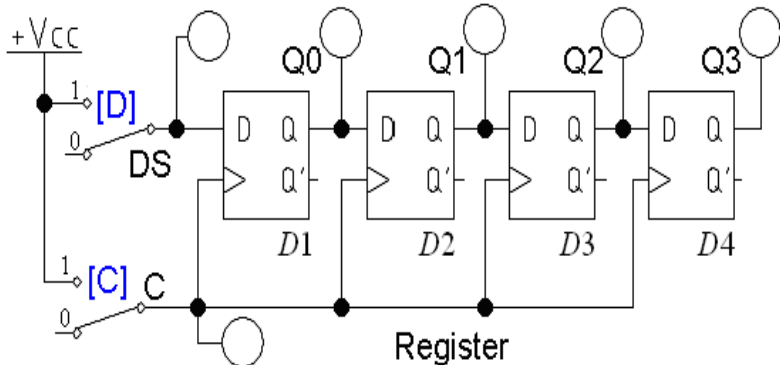 +Vcc
Q0 Q1 Q2 Q3
1 [D]
0 DS
D Q D Q D Q D Q
Q' Q' Q' Q'
D1 D2 D3 D4
1 [C] C
0
Register